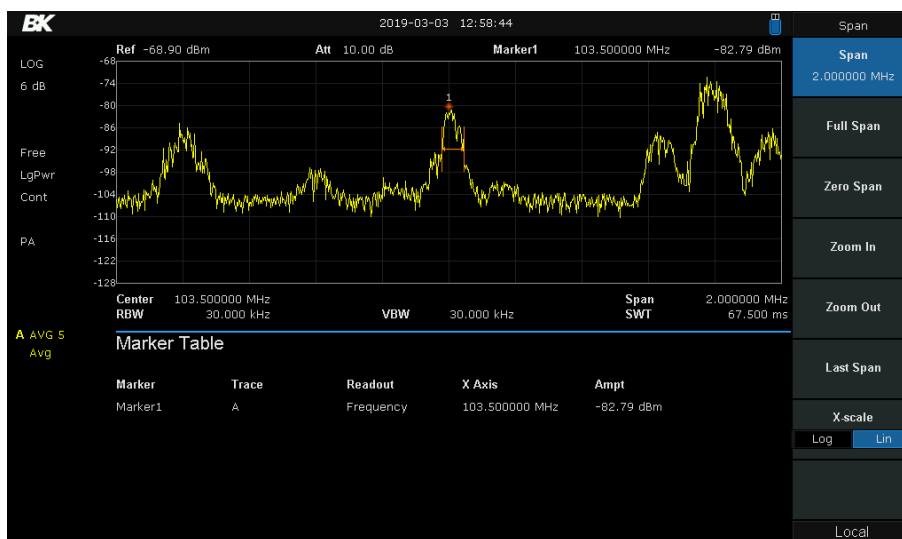 BK 2019-03-03 12:58:44 Span
Ref -68.90 dBm Att 10.00 dB Marker1 103.500000 MHz -82.79 dBm
LOG
6 dB
Free
LgPwr
Cont
PA
-68
-74
-80
-86
-92
-98
-104
-110
-116
-122
-128
1
Center 103.500000 MHz Span 2.000000 MHz
RBW 30.000 kHz VBW 30.000 kHz SWT 67.500 ms
A AVG 5
Avg
Marker Table
Marker Trace Readout X Axis Ampt
Marker1 A Frequency 103.500000 MHz -82.79 dBm
Span
2.000000 MHz
Full Span
Zero Span
Zoom In
Zoom Out
Last Span
X-scale
Log Lin
Local